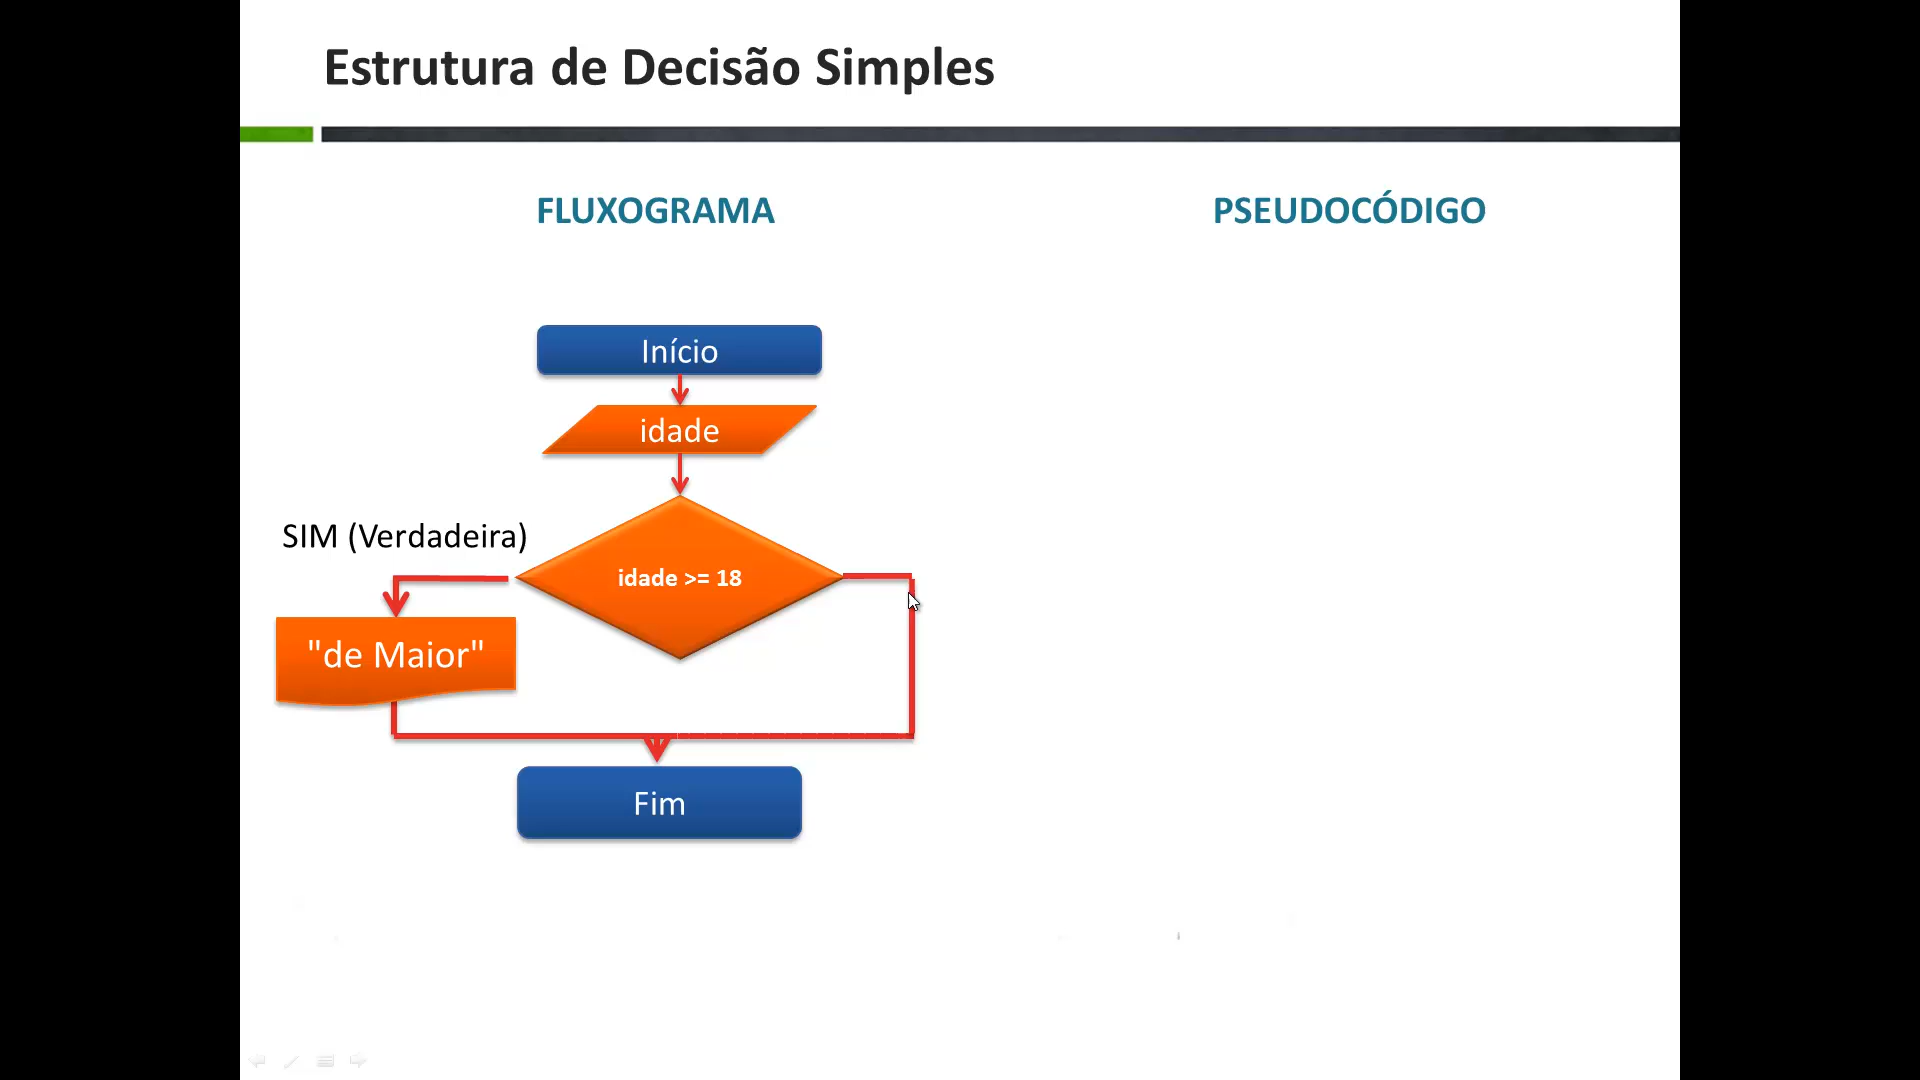 Estrutura de Decisão Simples
FLUXOGRAMA
PSEUDOCÓDIGO
Início
idade
SIM (Verdadeira)
idade >= 18
"de Maior"
Fim